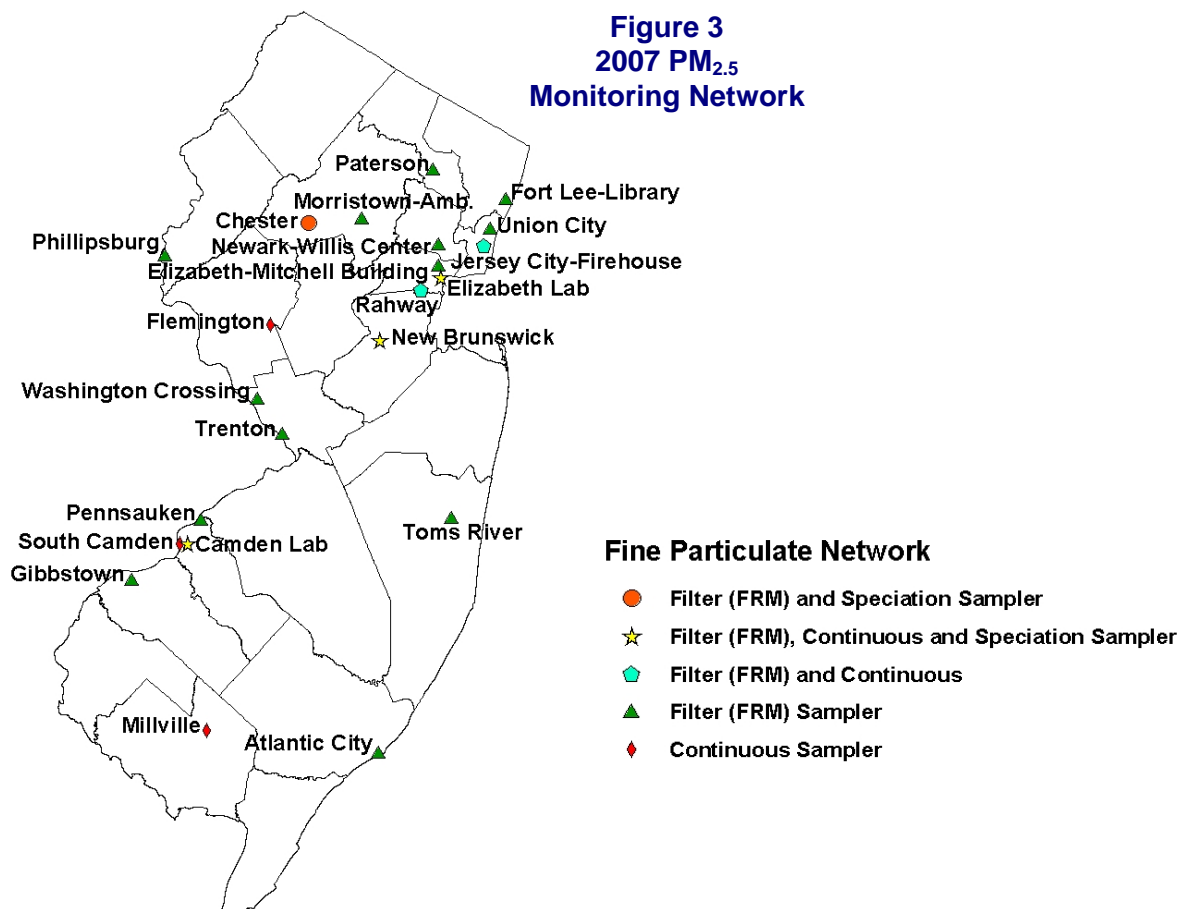 Figure 3
2007 PM2.5
Monitoring Network
Paterson
Fort Lee-Library
Morristown-Amb.
Chester
Union City
Phillipsburg
Newark-Willis Center
Jersey City-Firehouse
Elizabeth-Mitchell Building
Elizabeth Lab
Rahway
Flemington
New Brunswick
Washington Crossing
Trenton
Pennsauken
Toms River
South Camden
Camden Lab
Gibbstown
Millville
Atlantic City
Fine Particulate Network
Filter (FRM) and Speciation Sampler
Filter (FRM), Continuous and Speciation Sampler
Filter (FRM) and Continuous
Filter (FRM) Sampler
Continuous Sampler